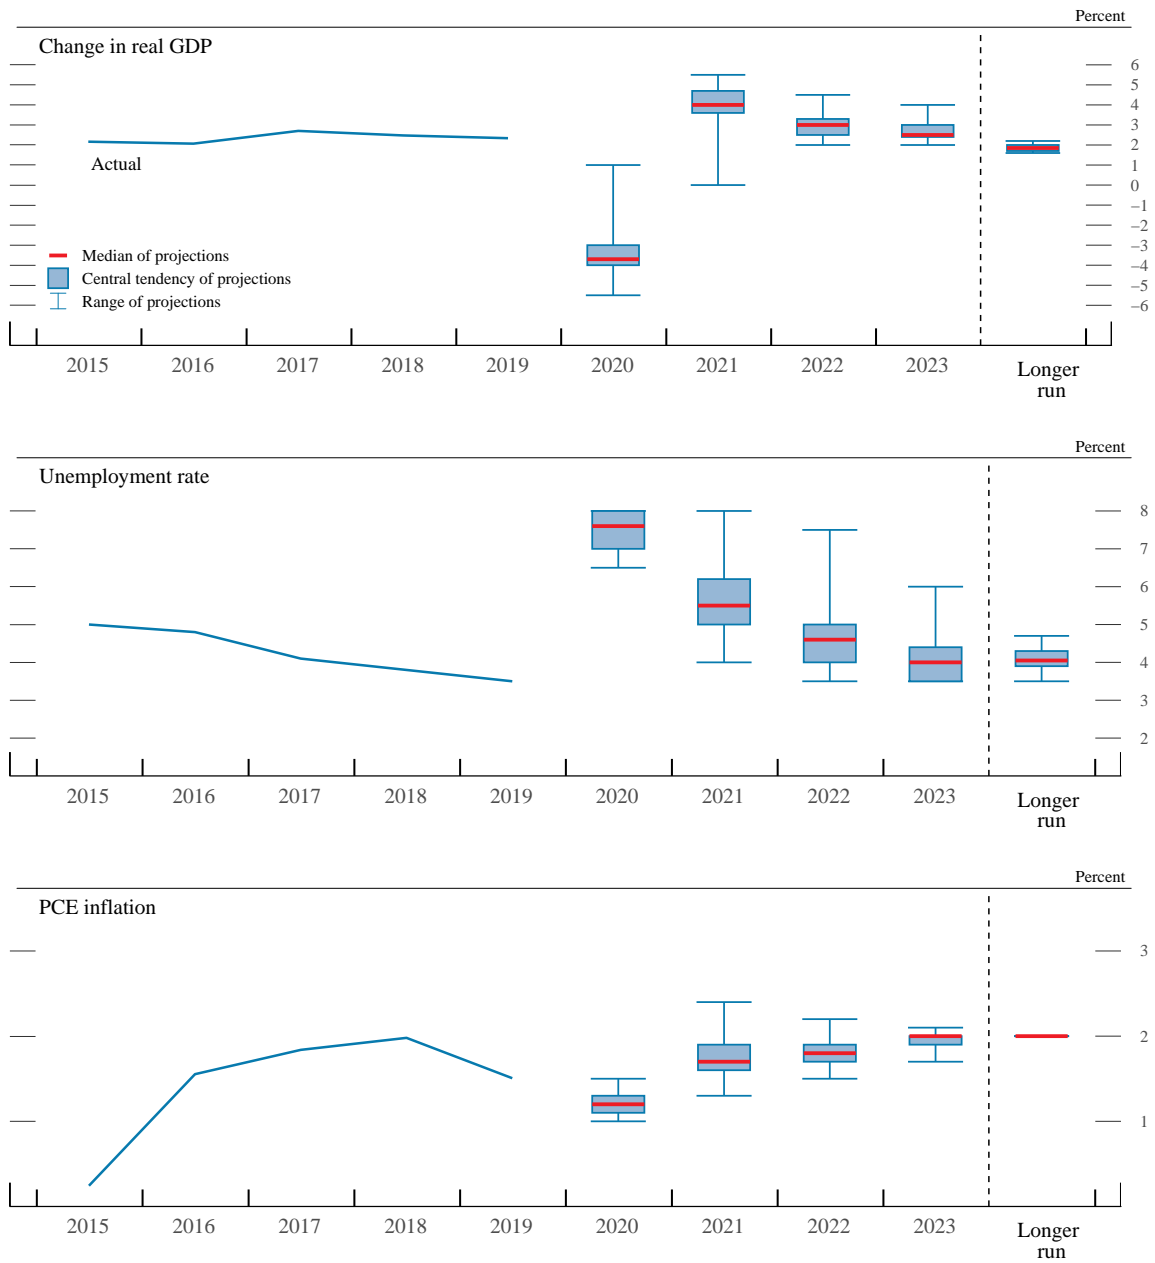 Percent
Change in real GDP
6
5
4
3
2
1
0
–1
–2
–3
–4
–5
–6
Actual
Median of projections
Central tendency of projections
Range of projections
2015 2016 2017 2018 2019 2020 2021 2022 2023 Longer
run
Percent
Unemployment rate
8
7
6
5
4
3
2
2015 2016 2017 2018 2019 2020 2021 2022 2023 Longer
run
Percent
PCE inflation
3
2
1
2015 2016 2017 2018 2019 2020 2021 2022 2023 Longer
run